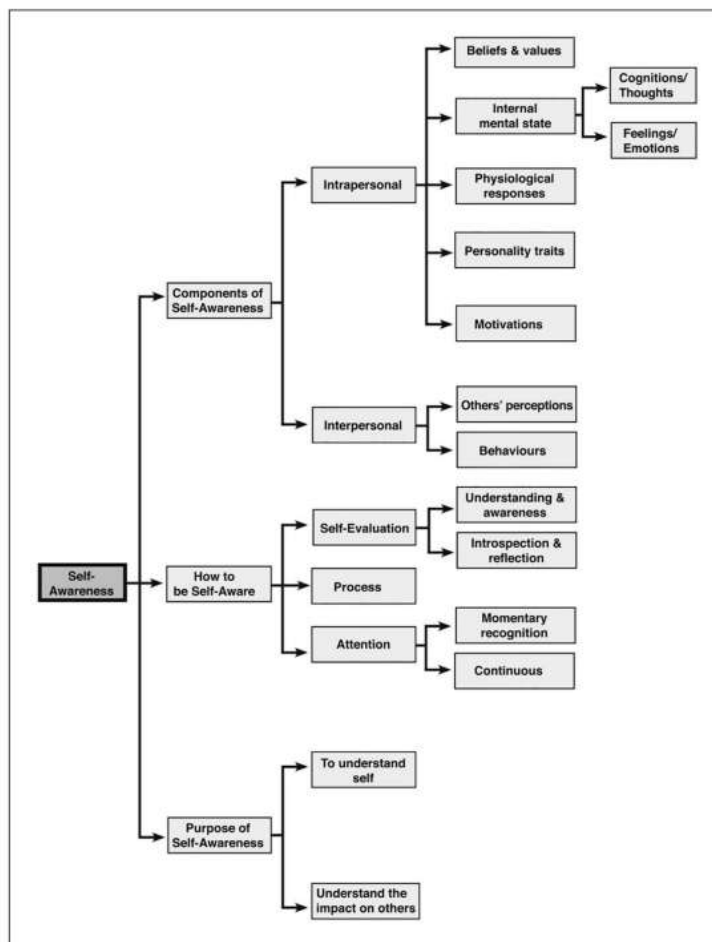 Beliefs & values
Internal
mental state
Cognitions/
Thoughts
Feelings/
Emotions
Intrapersonal
Physiological
responses
Personality traits
Components of
Self-Awareness
Motivations
Interpersonal
Others' perceptions
Behaviours
Self-
Awareness
How to
be Self-Aware
Self-Evaluation
Understanding &
awareness
Introspection &
reflection
Process
Attention
Momentary
recognition
Continuous
Purpose of
Self-Awareness
To understand
self
Understand the
impact on others